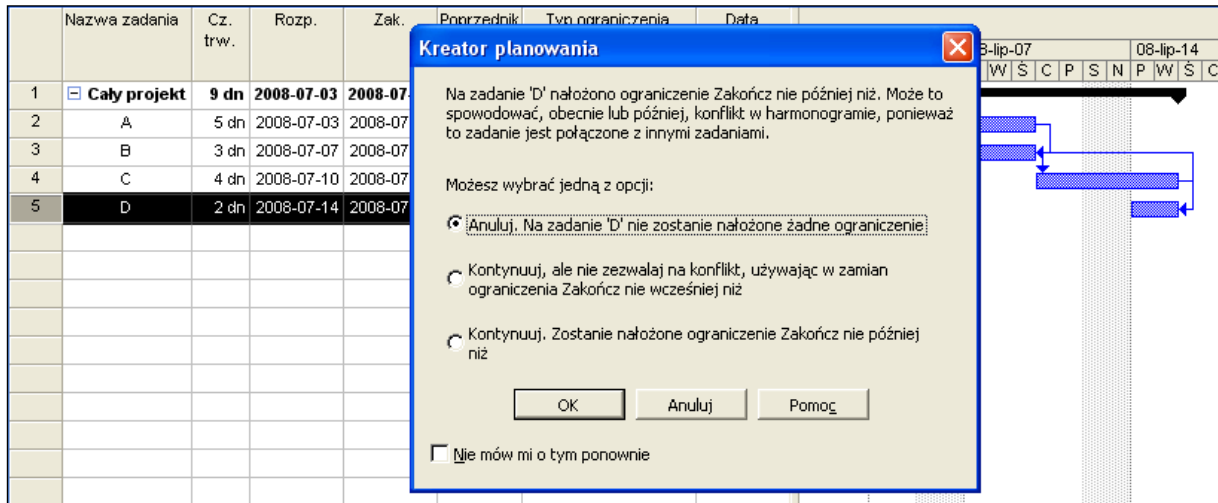 Nazwa zadania Cz. trw. Rozp. Zak. Poprzednik Typ ograniczenia Data
Kreator planowania
-lip-07 08-lip-14
W Ś C P S N P W Ś C
1 Cały projekt 9 dn 2008-07-03 2008-07-
2 A 5 dn 2008-07-03 2008-07
3 B 3 dn 2008-07-07 2008-07
4 C 4 dn 2008-07-10 2008-07
5 D 2 dn 2008-07-14 2008-07
Na zadanie 'D' nałożono ograniczenie Zakończ nie później niż. Może to
spowodować, obecnie lub później, konflikt w harmonogramie, ponieważ
to zadanie jest połączone z innymi zadaniami.
Możesz wybrać jedną z opcji:
Anuluj. Na zadanie 'D' nie zostanie nałożone żadne ograniczenie
Kontynuuj, ale nie zezwalaj na konflikt, używając w zamian
ograniczenia Zakończ nie wcześniej niż
Kontynuuj. Zostanie nałożone ograniczenie Zakończ nie później
niż
OK Anuluj Pomoc
Nie mów mi o tym ponownie